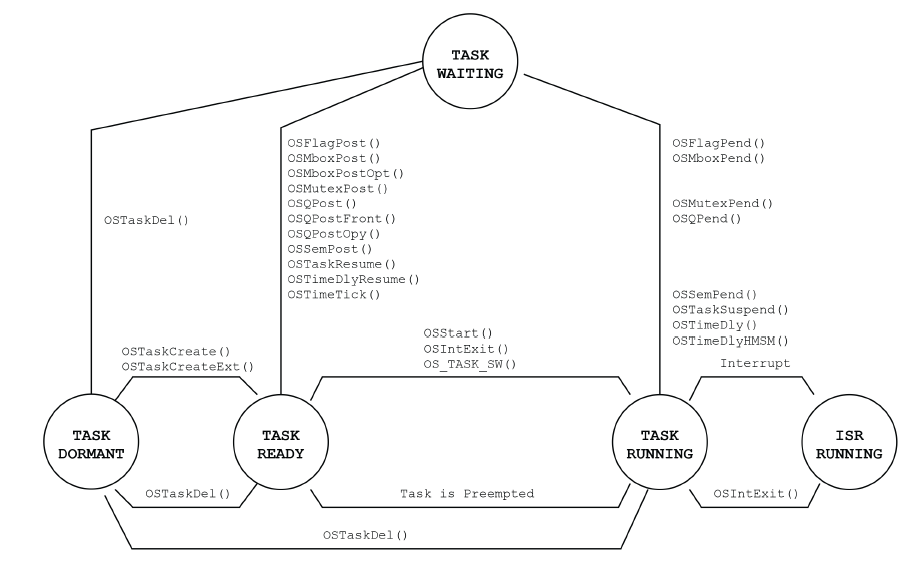 TASK
WAITING
OSFlagPost()
OSMboxPost()
OSMboxPostOpt()
OSMutexPost()
OSQPost()
OSQPostFront()
OSQPostOpy()
OSSemPost()
OSTaskResume()
OSTimeDlyResume()
OSTimeTick()
OSFlagPend()
OSMboxPend()
OSMutexPend()
OSQPend()
OSSemPend()
OSTaskSuspend()
OSTimeDly()
OSTimeDlyHMSM()
OSTaskDel()
OSTaskCreate()
OSTaskCreateExt()
OSStart()
OSIntExit()
OS_TASK_SW()
Interrupt
TASK
DORMANT
TASK
READY
TASK
RUNNING
ISR
RUNNING
OSTaskDel()
Task is Preempted
OSIntExit()
OSTaskDel()